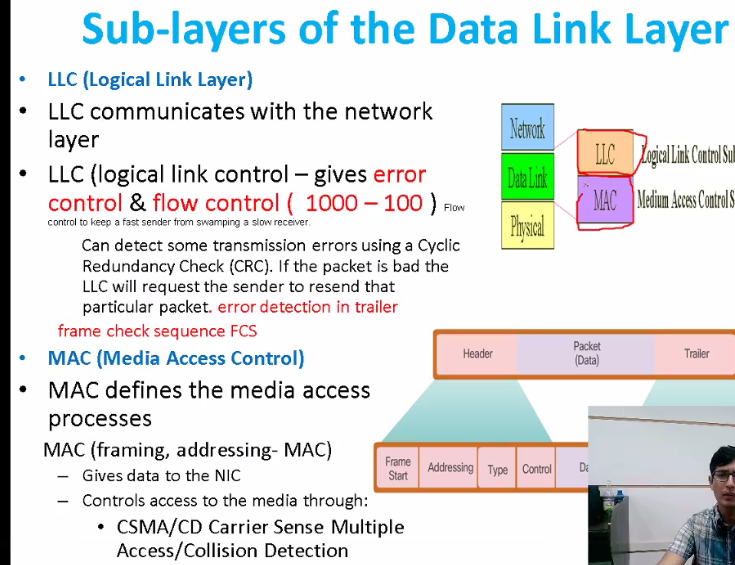 Sub-layers of the Data Link Layer
• LLC (Logical Link Layer)
• LLC communicates with the network
layer
• LLC (logical link control – gives error
control & flow control ( 1000 – 100 ) Flow
control to keep a fast sender from swamping a slow receiver.
Can detect some transmission errors using a Cyclic
Redundancy Check (CRC). If the packet is bad the
LLC will request the sender to resend that
particular packet. error detection in trailer
frame check sequence FCS
• MAC (Media Access Control)
• MAC defines the media access
processes
MAC (framing, addressing- MAC)
– Gives data to the NIC
– Controls access to the media through:
• CSMA/CD Carrier Sense Multiple
Access/Collision Detection
Network
Data Link
Physical
LLC
Logical Link Control Sub
MAC
Medium Access Control S
Header
Packet
(Data)
Trailer
Frame
Start
Addressing
Type
Control
Da